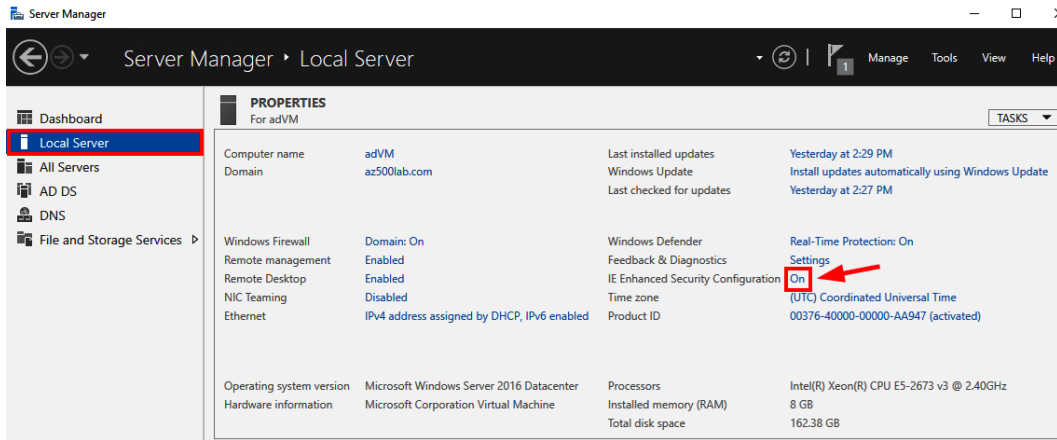 Server Manager
Server Manager • Local Server
1
Manage
Tools
View
Help
Dashboard
Local Server
All Servers
AD DS
DNS
File and Storage Services
PROPERTIES
For adVM
TASKS
Computer name adVM
Domain az500lab.com
Last installed updates Yesterday at 2:29 PM
Windows Update Install updates automatically using Windows Update
Last checked for updates Yesterday at 2:27 PM
Windows Firewall Domain: On
Remote management Enabled
Remote Desktop Enabled
NIC Teaming Disabled
Ethernet IPv4 address assigned by DHCP, IPv6 enabled
Windows Defender Real-Time Protection: On
Feedback & Diagnostics Settings
IE Enhanced Security Configuration On
Time zone (UTC) Coordinated Universal Time
Product ID 00376-40000-00000-AA947 (activated)
Operating system version Microsoft Windows Server 2016 Datacenter
Hardware information Microsoft Corporation Virtual Machine
Processors Intel(R) Xeon(R) CPU E5-2673 v3 @ 2.40GHz
Installed memory (RAM) 8 GB
Total disk space 162.38 GB